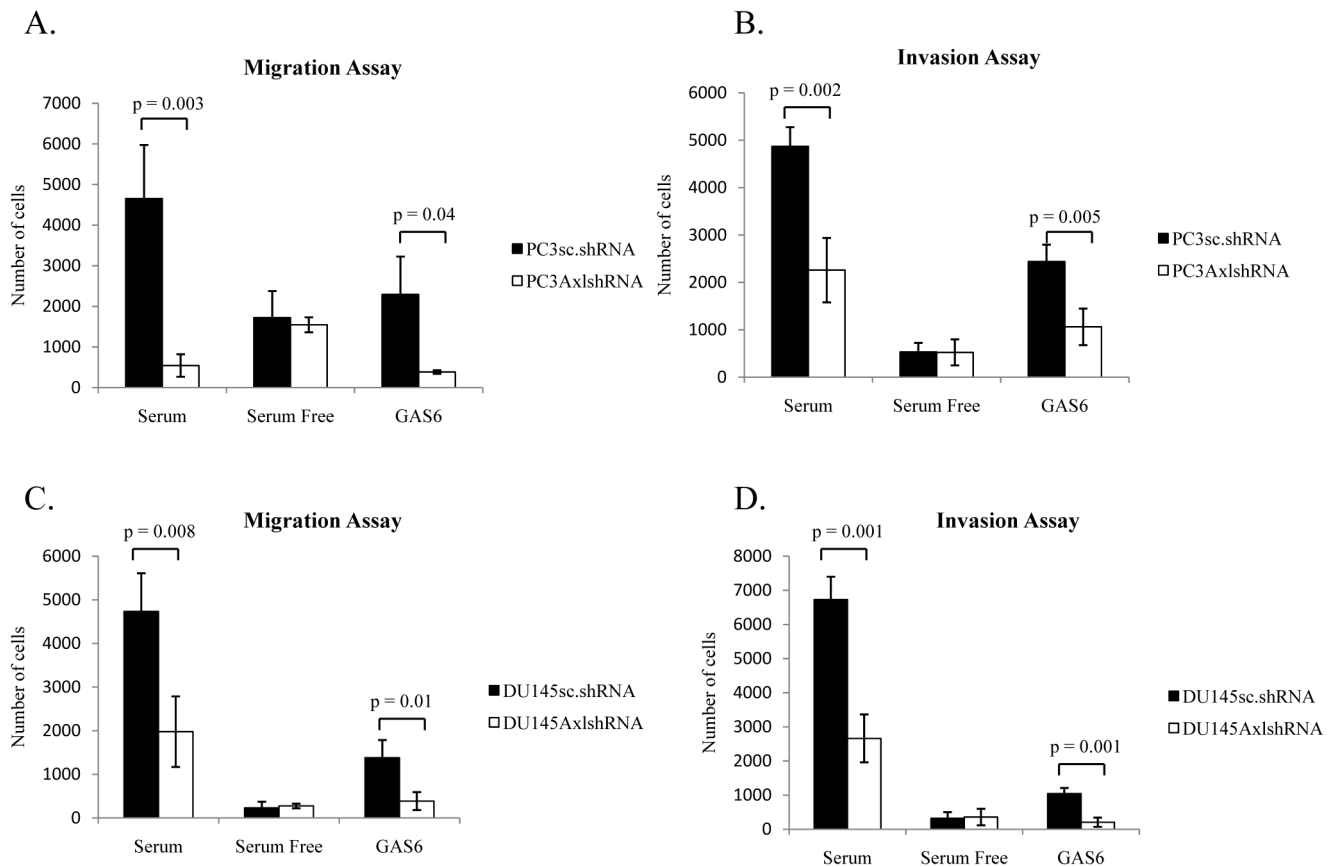 A.
Migration Assay
p = 0.003
p = 0.04
Number of cells
7000
6000
5000
4000
3000
2000
1000
0
Serum
Serum Free
GAS6
PC3sc.shRNA
PC3AxlshRNA
B.
Invasion Assay
p = 0.002
p = 0.005
Number of cells
6000
5000
4000
3000
2000
1000
0
Serum
Serum Free
GAS6
PC3sc.shRNA
PC3AxlshRNA
C.
Migration Assay
p = 0.008
p = 0.01
Number of cells
6000
5000
4000
3000
2000
1000
0
Serum
Serum Free
GAS6
DU145sc.shRNA
DU145AxlshRNA
D.
Invasion Assay
p = 0.001
p = 0.001
Number of cells
8000
7000
6000
5000
4000
3000
2000
1000
0
Serum
Serum Free
GAS6
DU145sc.shRNA
DU145AxlshRNA